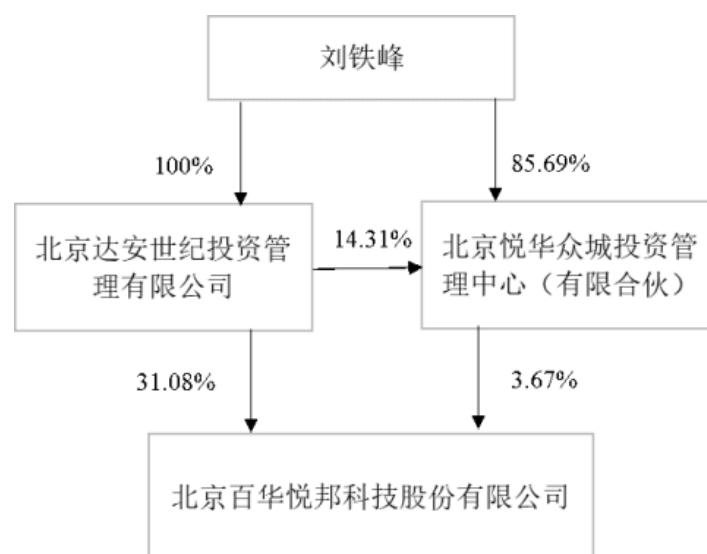 刘铁峰
100%
85.69%
北京达安世纪投资管
理有限公司
14.31%
北京悦华众城投资管
理中心（有限合伙）
31.08%
3.67%
北京百华悦邦科技股份有限公司